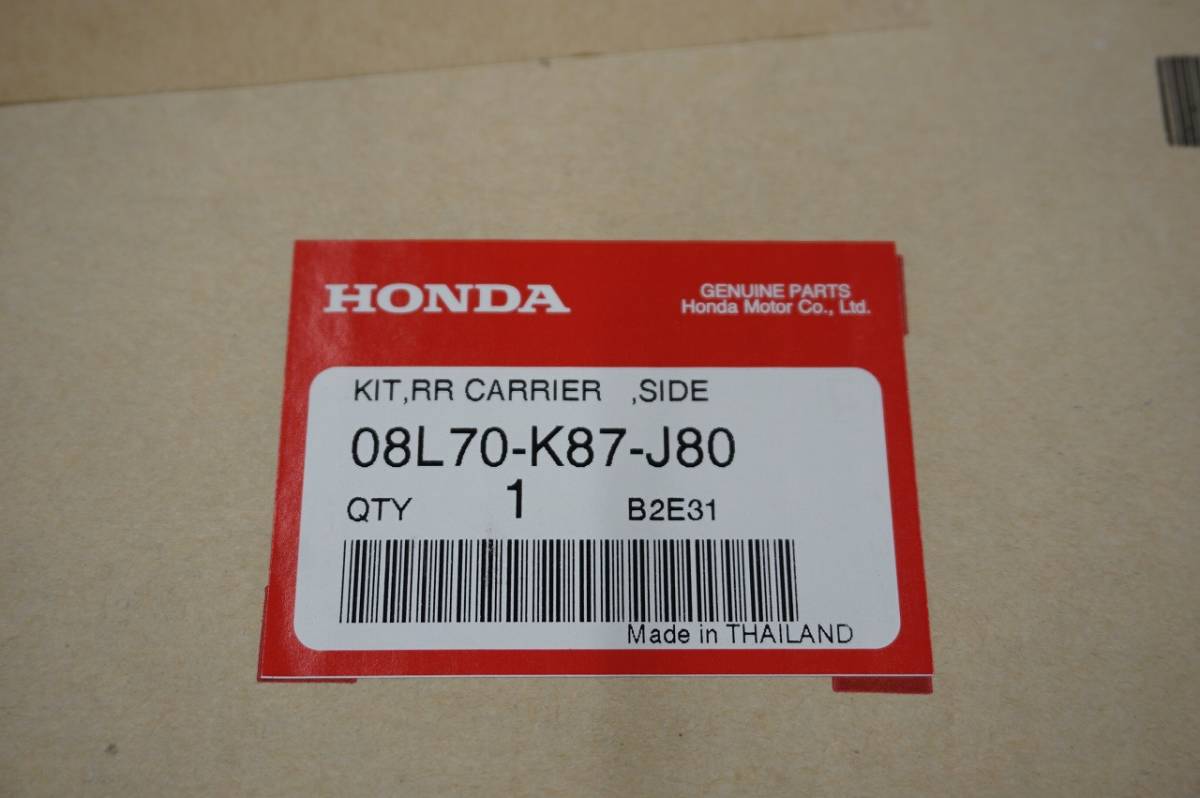 HONDA
GENUINE PARTS
Honda Motor Co., Ltd.
KIT,RR CARRIER ,SIDE
08L70-K87-J80
QTY 1 B2E31
Made in THAILAND